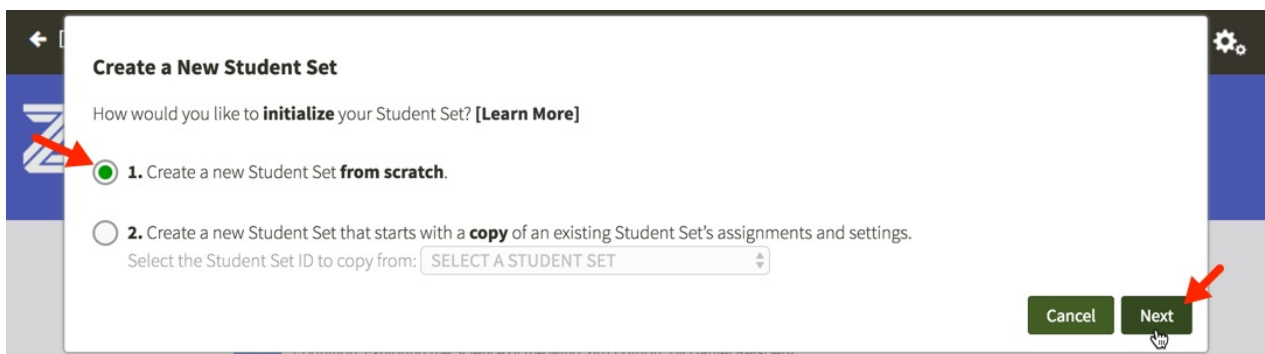 Create a New Student Set
How would you like to initialize your Student Set? [Learn More]
1. Create a new Student Set from scratch.
2. Create a new Student Set that starts with a copy of an existing Student Set's assignments and settings.
Select the Student Set ID to copy from: SELECT A STUDENT SET
Cancel Next